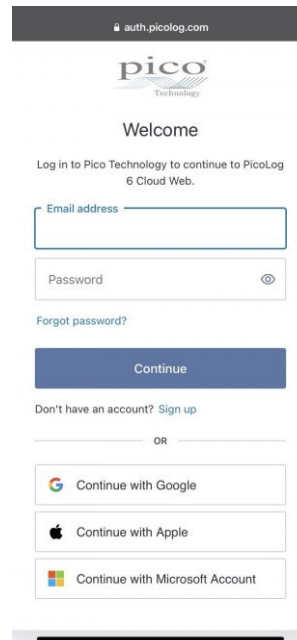 auth.picolog.com
pico
Technology
Welcome
Log in to Pico Technology to continue to PicoLog
6 Cloud Web.
Email address
Password
Forgot password?
Continue
Don't have an account? Sign up
OR
Continue with Google
Continue with Apple
Continue with Microsoft Account